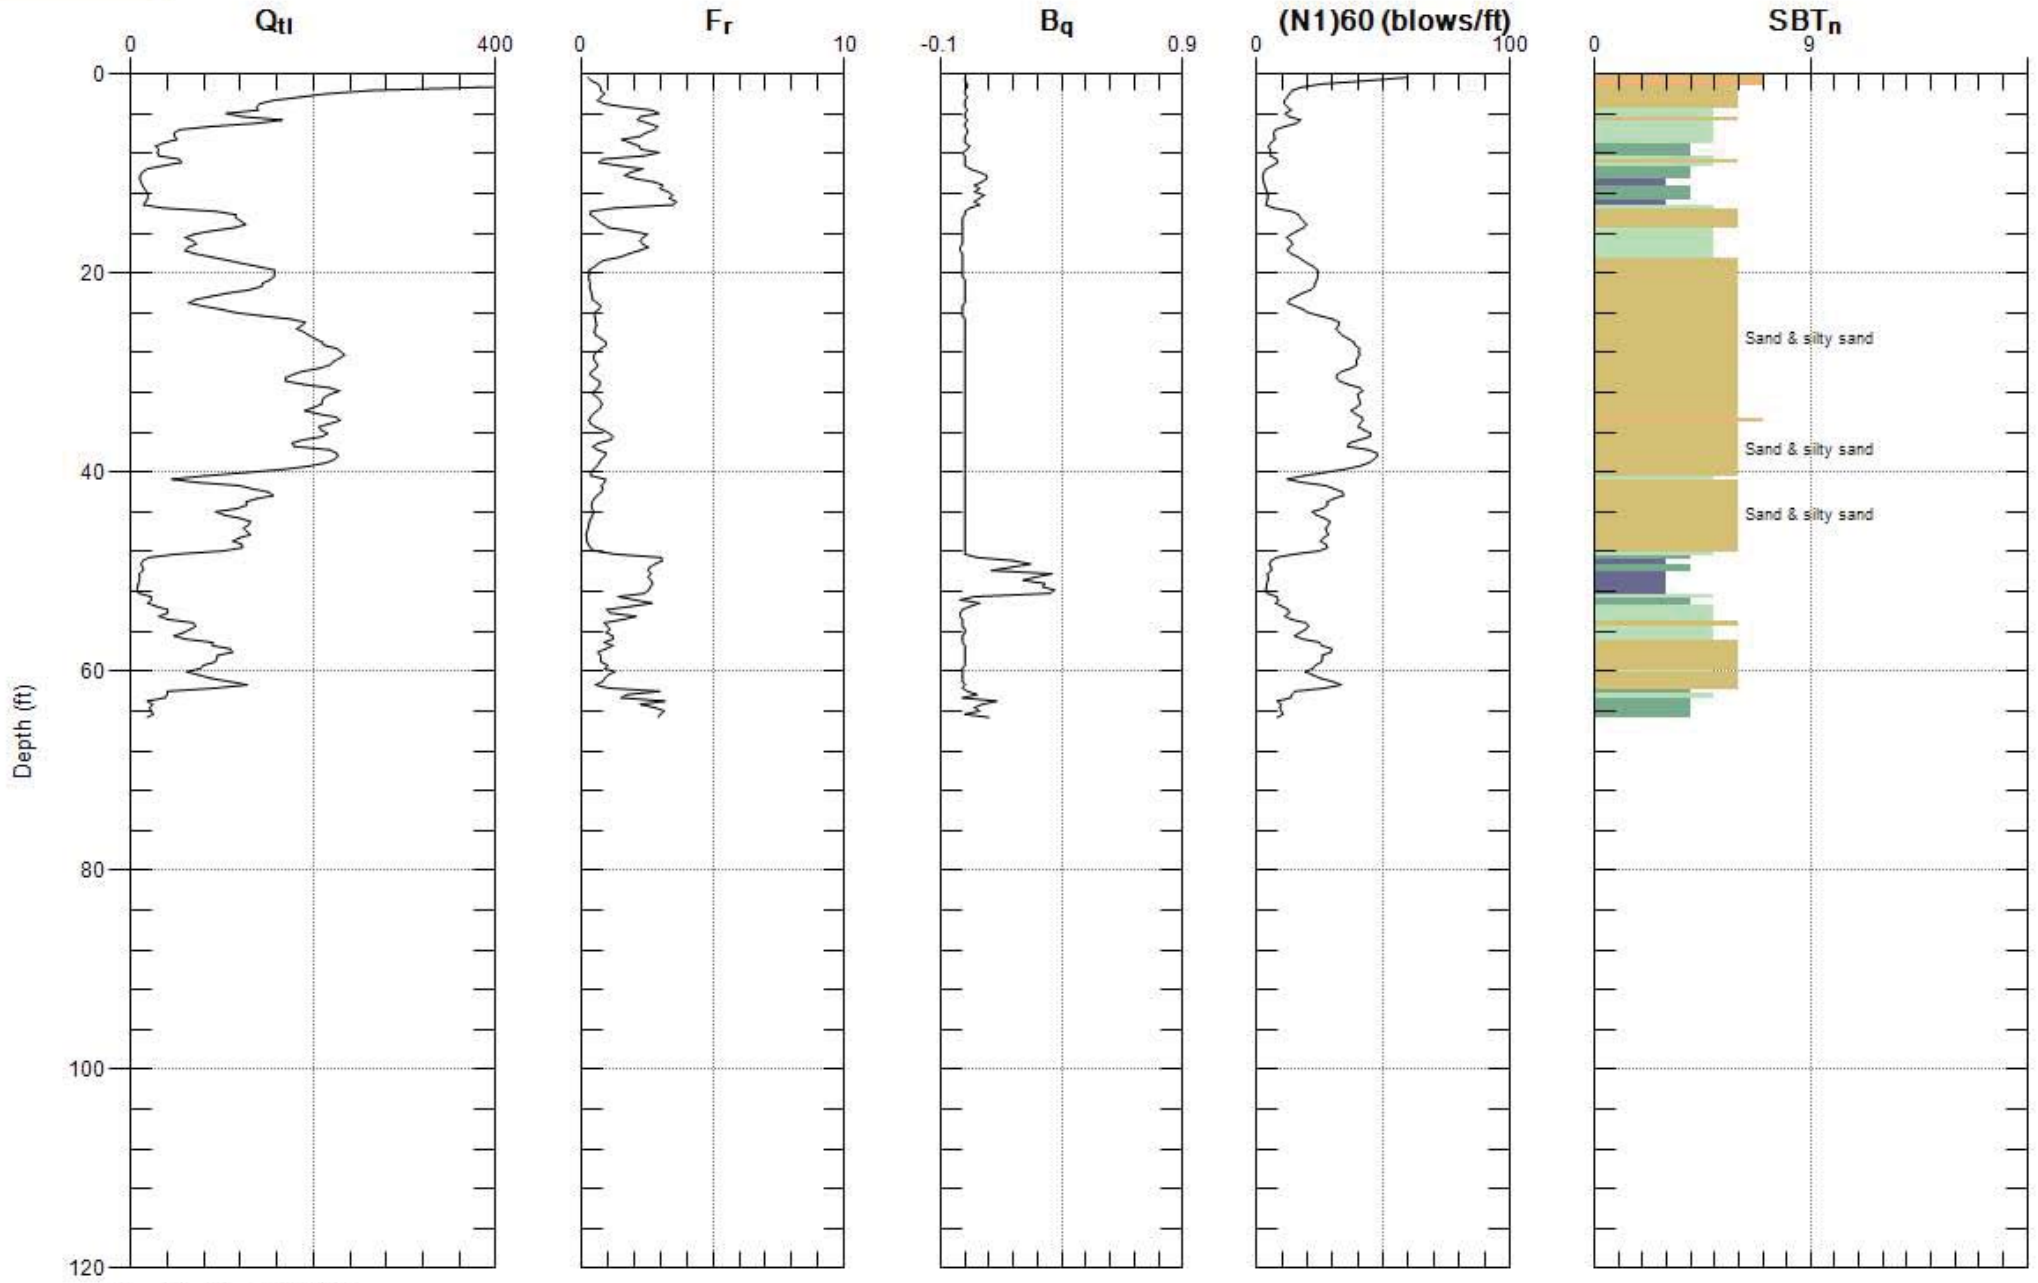 Qtl Fr Bq (N1)60 (blows/ft) SBTn
0 400 0 10 -0.1 0.9 0 100 0 9
0
20
Sand & silty sand
40
Sand & silty sand
Sand & silty sand
60
Depth (ft)
80
100
120